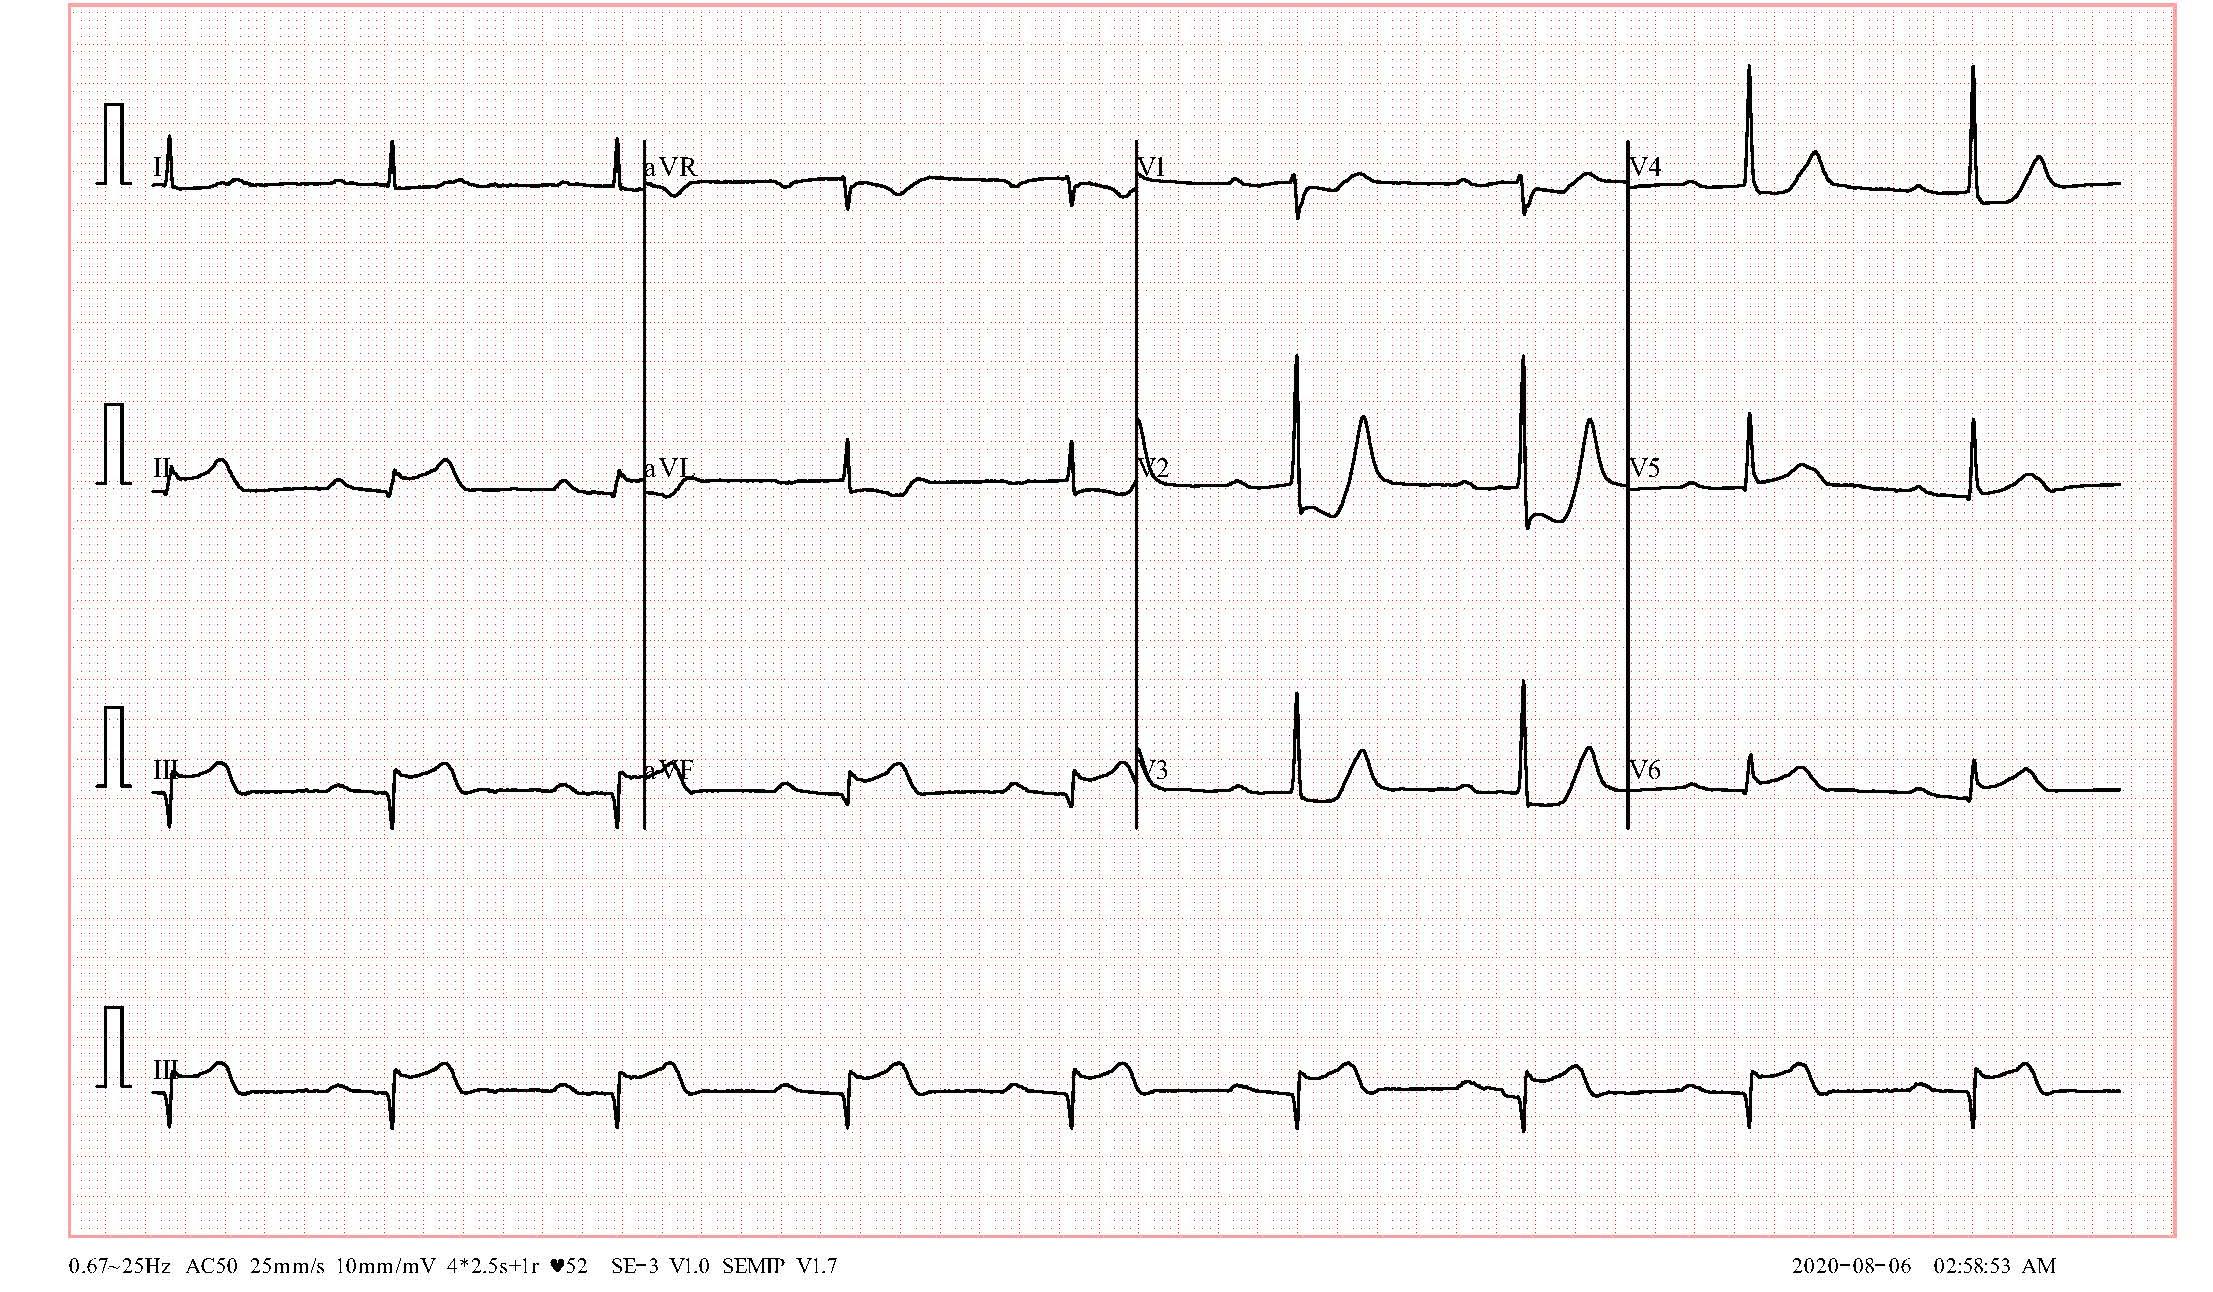 I aVR V1 V4
II aVL V2 V5
III aVF V3 V6
III
0.67~25Hz AC50 25mm/s 10mm/mV 4*2.5s+1r ♥52 SE-3 V1.0 SEMIP V1.7 2020-08-06 02:58:53 AM